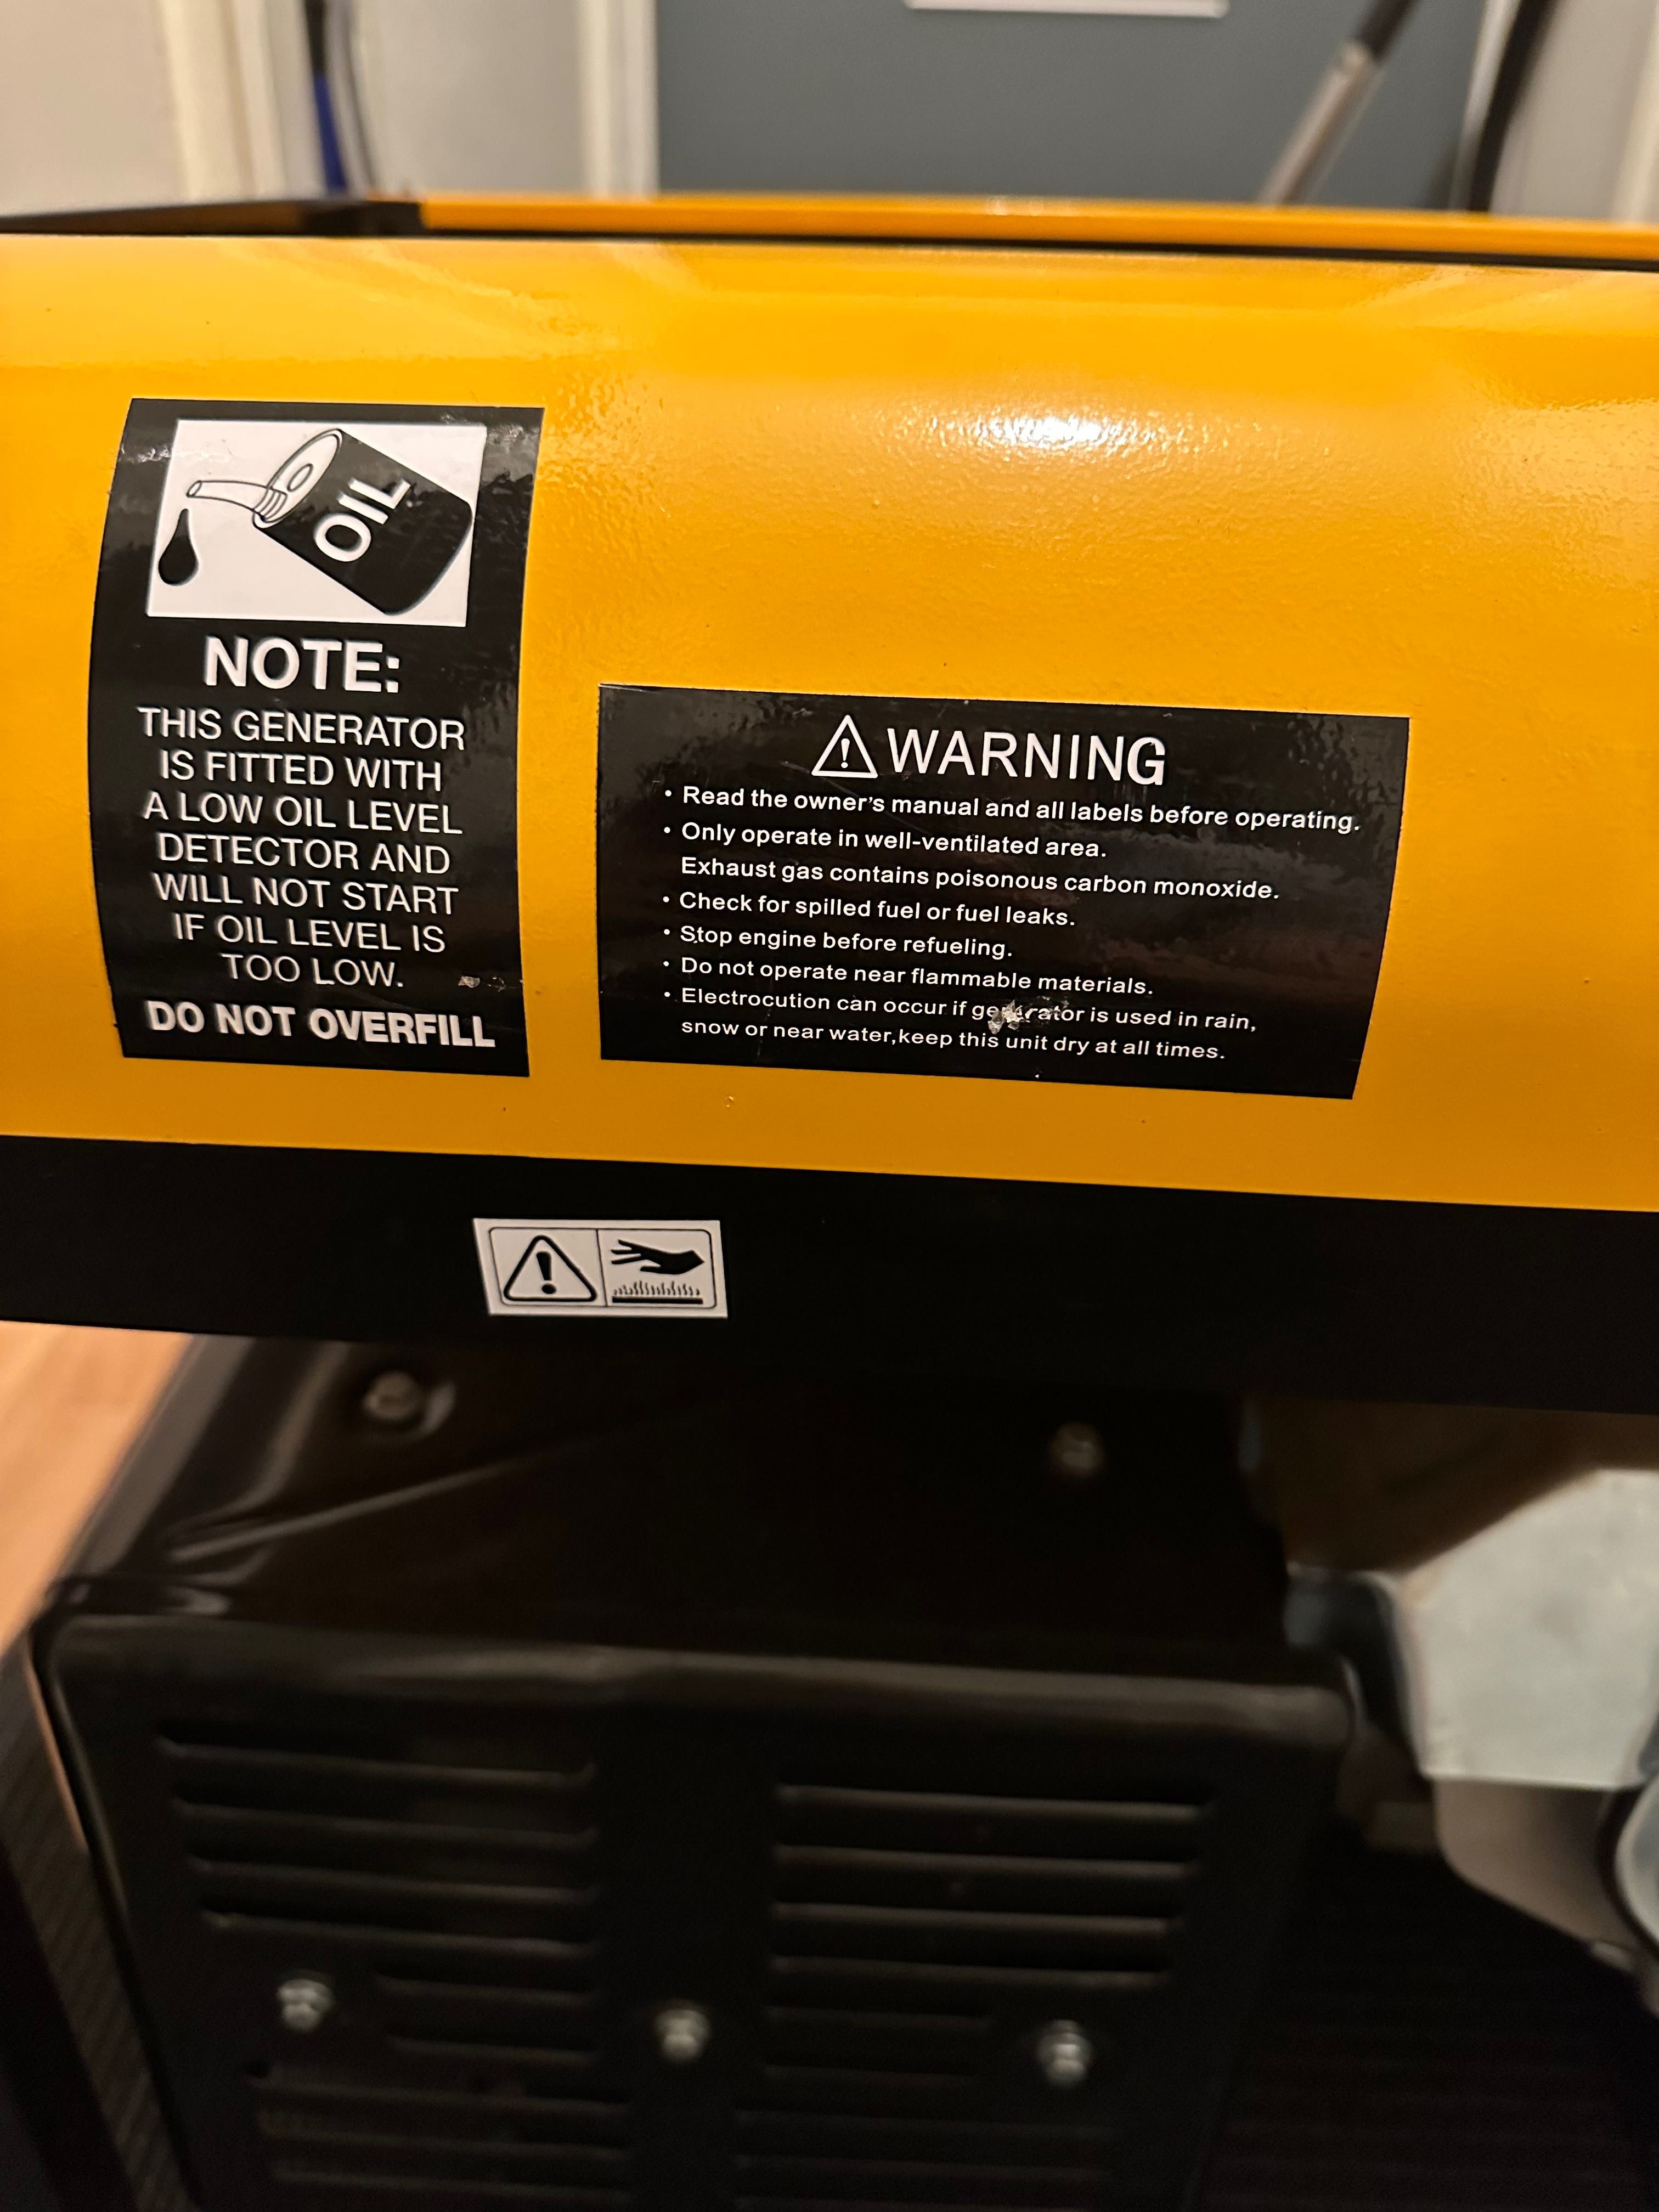 OIL
NOTE:
THIS GENERATOR
IS FITTED WITH
A LOW OIL LEVEL
DETECTOR AND
WILL NOT START
IF OIL LEVEL IS
TOO LOW.
DO NOT OVERFILL
WARNING
• Read the owner's manual and all labels before operating.
• Only operate in well-ventilated area.
Exhaust gas contains poisonous carbon monoxide.
• Check for spilled fuel or fuel leaks.
• Stop engine before refueling.
• Do not operate near flammable materials.
• Electrocution can occur if generator is used in rain,
snow or near water,keep this unit dry at all times.